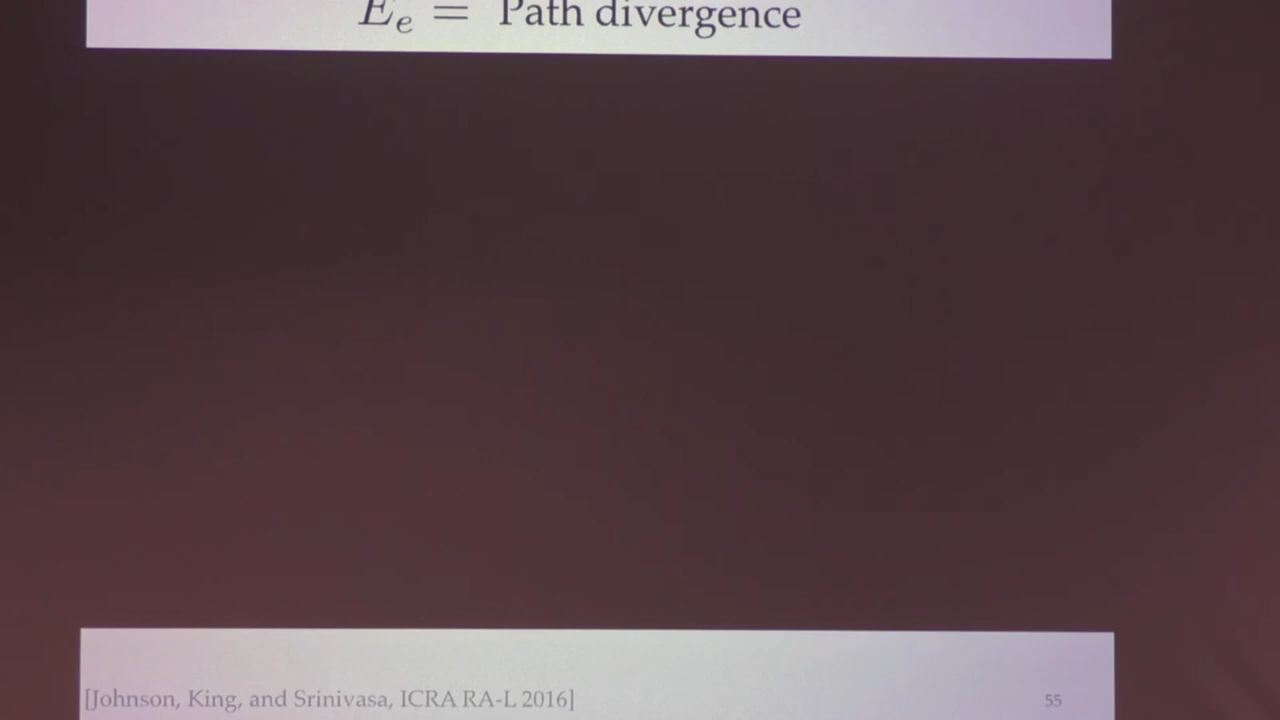 E_e = Path divergence
[Johnson, King, and Srinivasa, ICRA RA-L 2016]
55